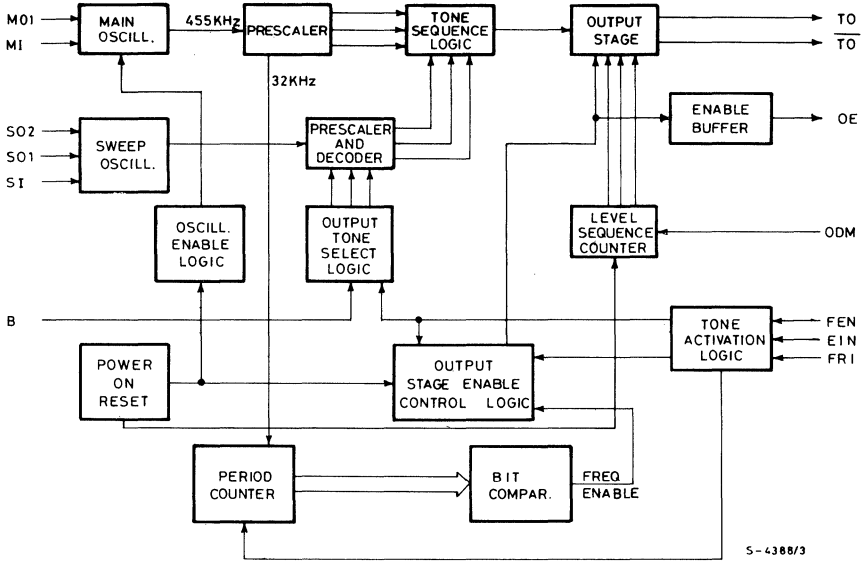 MO1
MI
MAIN
OSCILL.
455KHz
PRESCALER
TONE
SEQUENCE
LOGIC
OUTPUT
STAGE
TO
TO
32KHz
ENABLE
BUFFER
OE
SO2
SO1
SI
SWEEP
OSCILL.
PRESCALER
AND
DECODER
OSCILL.
ENABLE
LOGIC
OUTPUT
TONE
SELECT
LOGIC
LEVEL
SEQUENCE
COUNTER
ODM
B
TONE
ACTIVATION
LOGIC
FEN
EIN
FRI
POWER
ON
RESET
OUTPUT
STAGE ENABLE
CONTROL LOGIC
PERIOD
COUNTER
BIT
COMPAR.
FREQ
ENABLE
S-4388/3